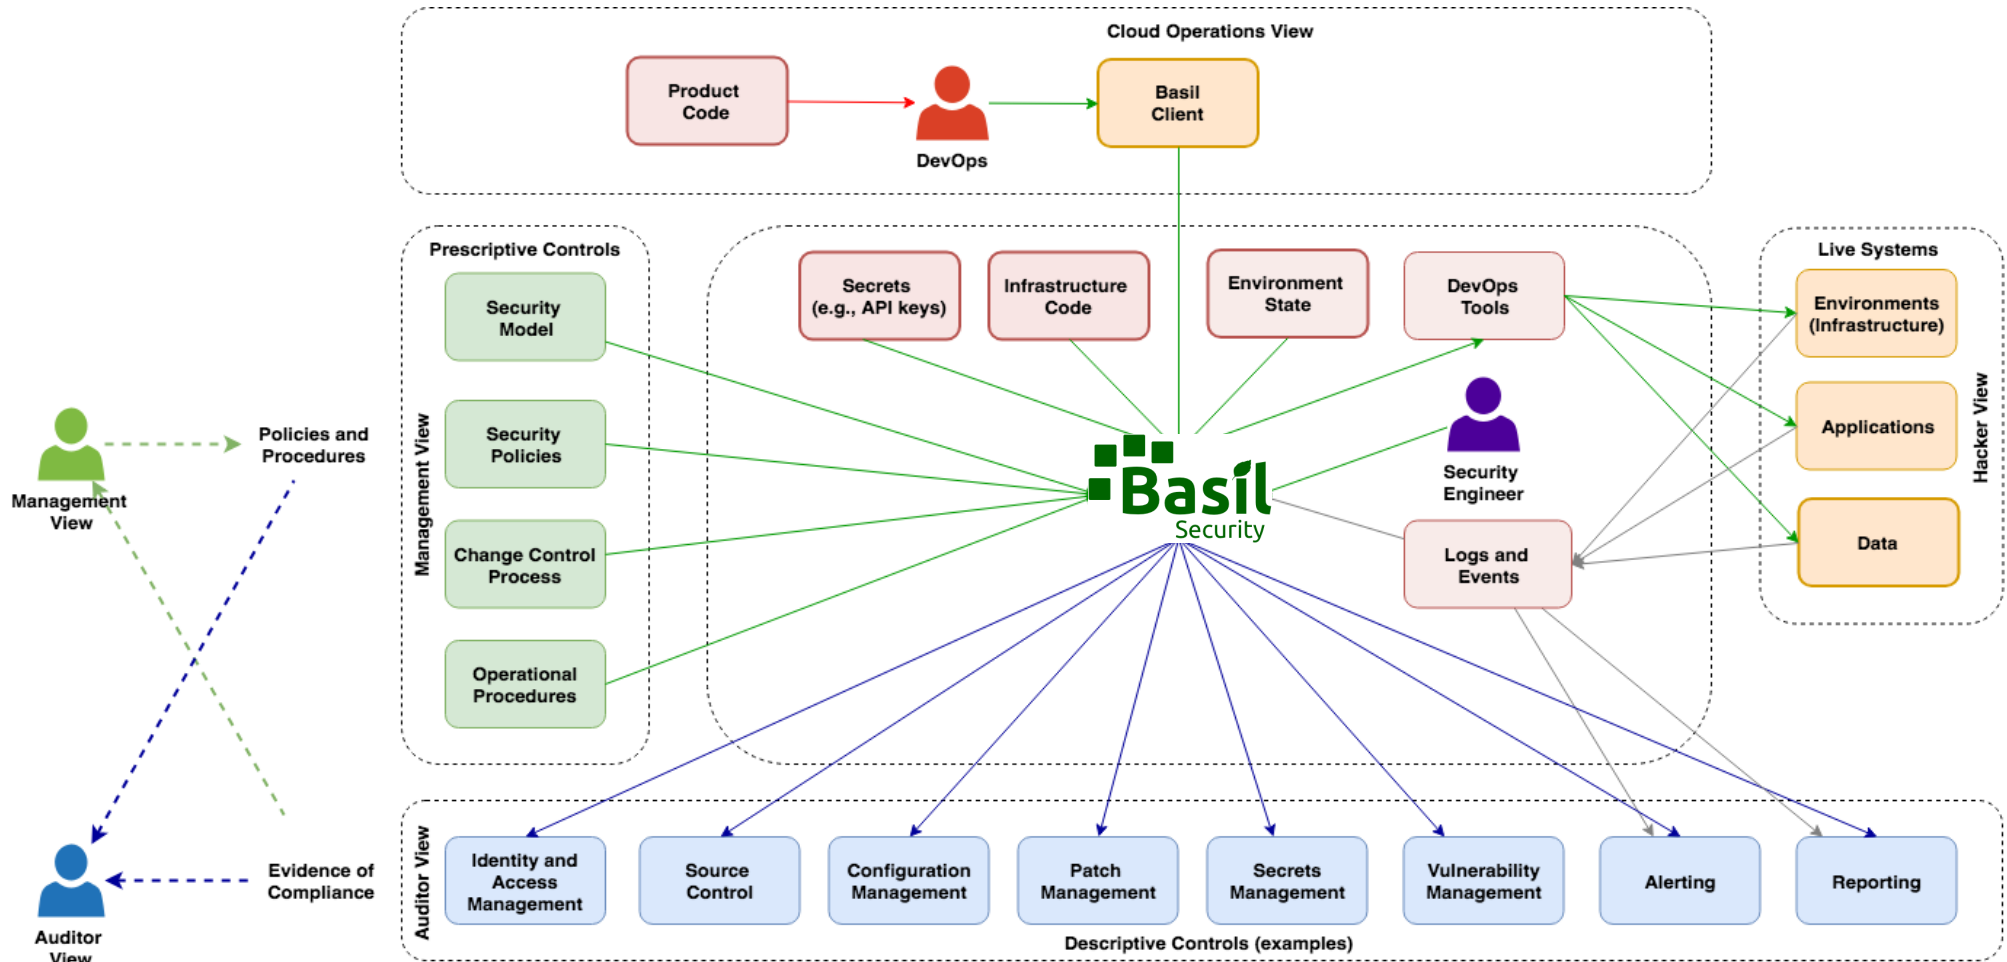 Cloud Operations View
Product
Code
DevOps
Basil
Client
Prescriptive Controls
Management View
Security
Model
Security
Policies
Change Control
Process
Operational
Procedures
Secrets
(e.g., API keys)
Infrastructure
Code
Environment
State
DevOps
Tools
Basil
Security
Security
Engineer
Logs and
Events
Live Systems
Hacker View
Environments
(Infrastructure)
Applications
Data
Management
View
Policies and
Procedures
Evidence of
Compliance
Auditor
View
Auditor View
Identity and
Access
Management
Source
Control
Configuration
Management
Patch
Management
Secrets
Management
Vulnerability
Management
Alerting
Reporting
Descriptive Controls (examples)